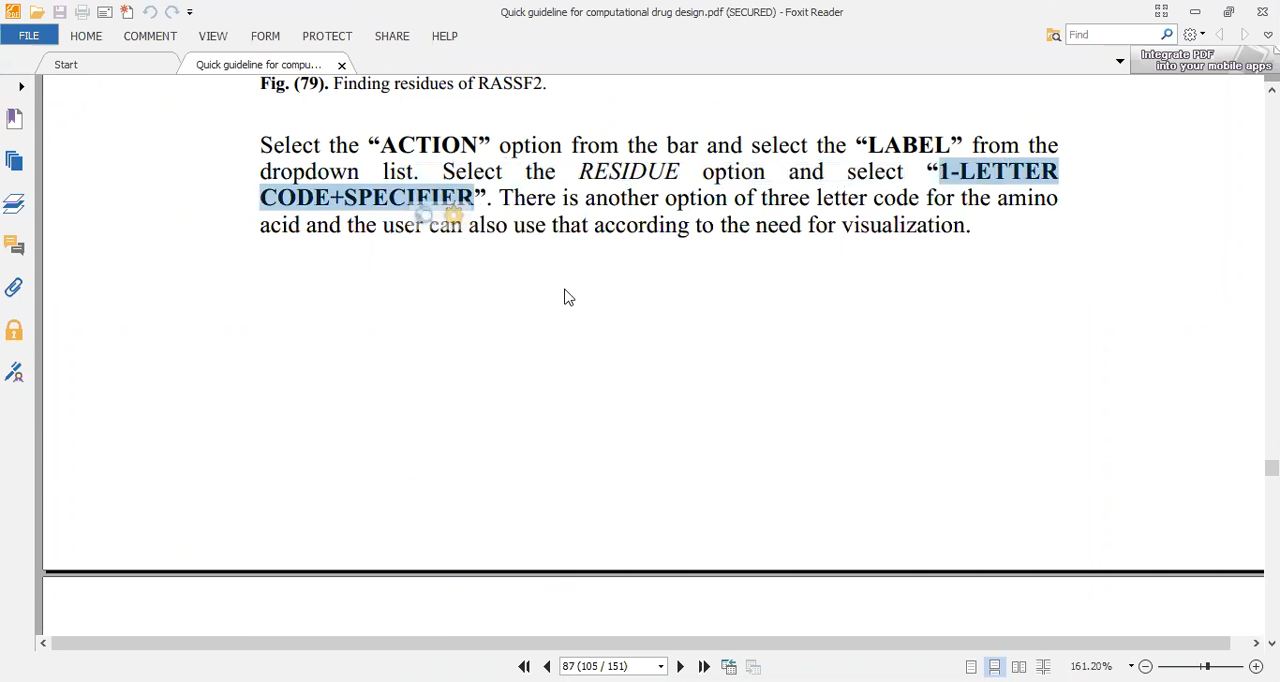 Quick guideline for computational drug design.pdf (SECURED) - Foxit Reader
FILE HOME COMMENT VIEW FORM PROTECT SHARE HELP
Find
Start
Quick guideline for compu...
Integrate PDF
into your mobile apps
Fig. (79). Finding residues of RASSF2.
Select the “ACTION” option from the bar and select the “LABEL” from the
dropdown list. Select the RESIDUE option and select “1-LETTER
CODE+SPECIFIER”. There is another option of three letter code for the amino
acid and the user can also use that according to the need for visualization.
87 (105 / 151)
161.20%